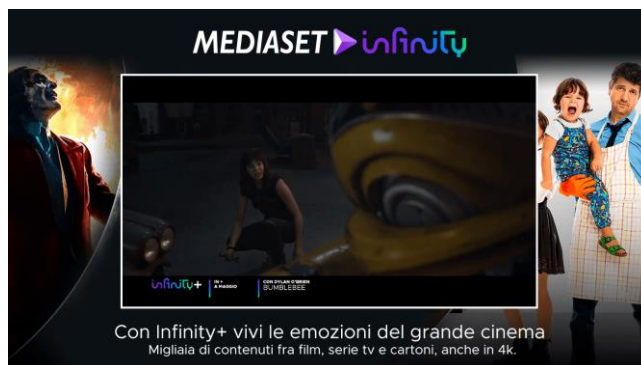 MEDIASET infinity
infinity+
IN +
A MAGGIO
CON DYLAN O'BRIEN
BUMBLEBEE
Con Infinity+ vivi le emozioni del grande cinema
Migliaia di contenuti fra film, serie tv e cartoni, anche in 4k.